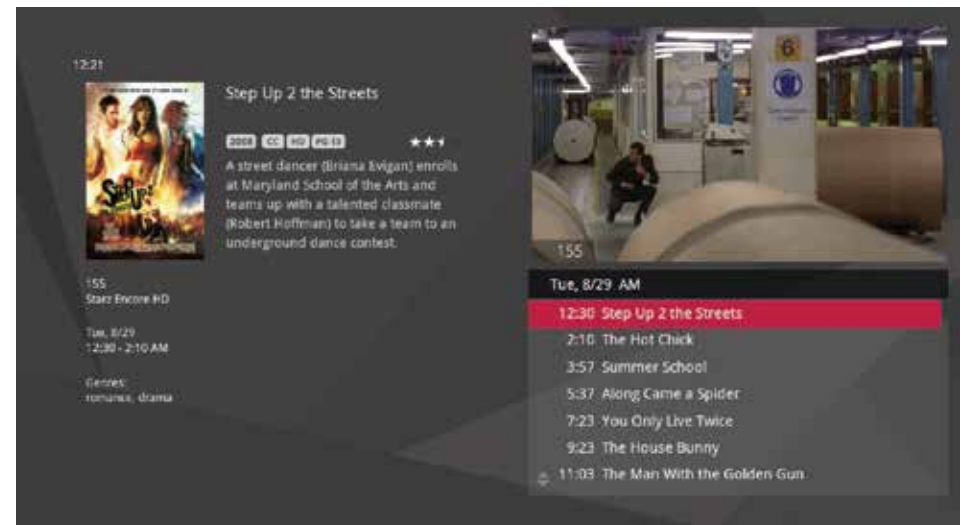 12:21
Step Up 2 the Streets
2008 CC HD PG-13
A street dancer (Briana Evigan) enrolls
at Maryland School of the Arts and
teams up with a talented classmate
(Robert Hoffman) to take a team to an
underground dance contest.
STEP UP 2
155
Starz Encore HD
Tue, 8/29
12:30 - 2:10 AM
Genres:
romance, drama
6
155
Tue, 8/29 AM
12:30 Step Up 2 the Streets
2:10 The Hot Chick
3:57 Summer School
5:37 Along Came a Spider
7:23 You Only Live Twice
9:23 The House Bunny
11:03 The Man With the Golden Gun